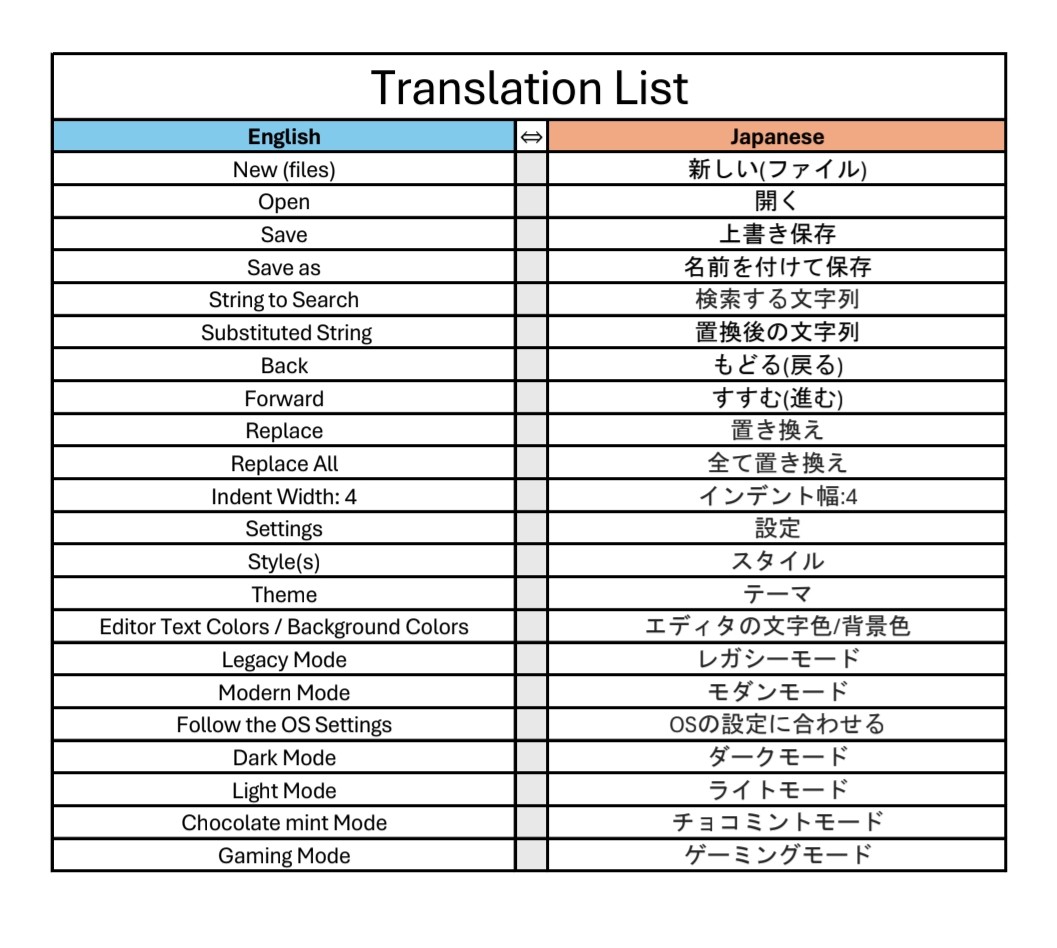 Translation List
English ⇔ Japanese
New (files) 新しい(ファイル)
Open 開く
Save 上書き保存
Save as 名前を付けて保存
String to Search 検索する文字列
Substituted String 置換後の文字列
Back もどる(戻る)
Forward すすむ(進む)
Replace 置き換え
Replace All 全て置き換え
Indent Width: 4 インデント幅:4
Settings 設定
Style(s) スタイル
Theme テーマ
Editor Text Colors / Background Colors エディタの文字色/背景色
Legacy Mode レガシーモード
Modern Mode モダンモード
Follow the OS Settings OSの設定に合わせる
Dark Mode ダークモード
Light Mode ライトモード
Chocolate mint Mode チョコミントモード
Gaming Mode ゲーミングモード